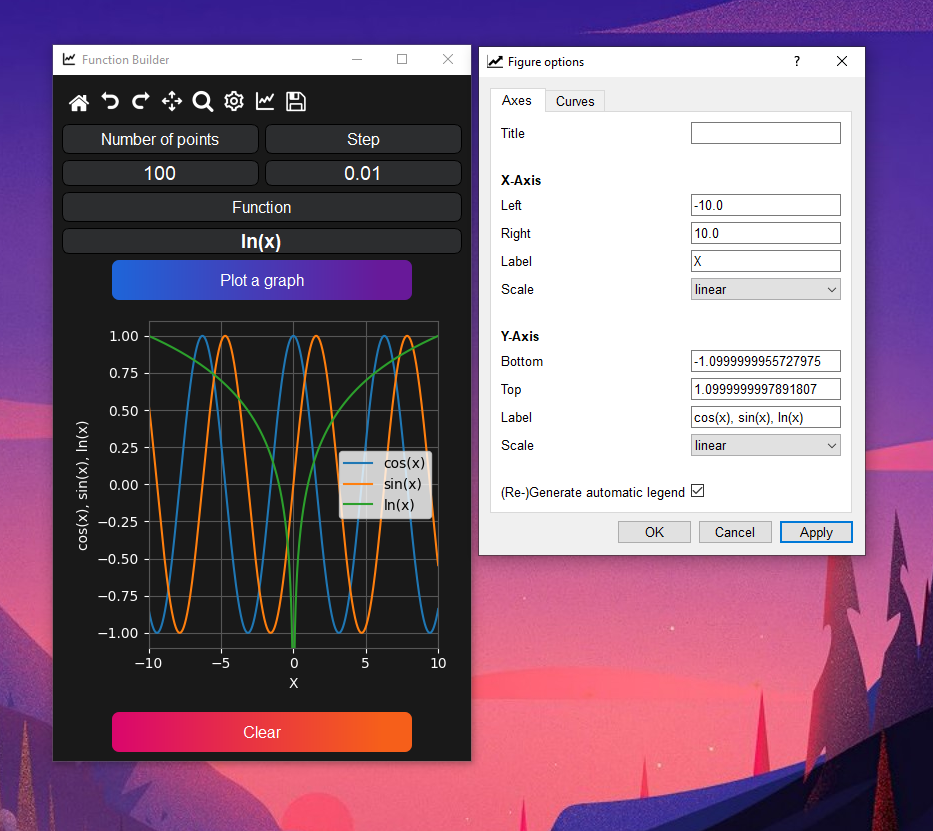 Function Builder
Number of points Step
100 0.01
Function
ln(x)
Plot a graph
1.00
0.75
0.50
0.25
0.00
−0.25
−0.50
−0.75
−1.00
cos(x), sin(x), ln(x)
cos(x)
sin(x)
ln(x)
−10 −5 0 5 10
X
Clear
Figure options ?
Axes Curves
Title
X-Axis
Left -10.0
Right 10.0
Label X
Scale linear
Y-Axis
Bottom -1.0999999955727975
Top 1.0999999997891807
Label cos(x), sin(x), ln(x)
Scale linear
(Re-)Generate automatic legend
OK Cancel Apply